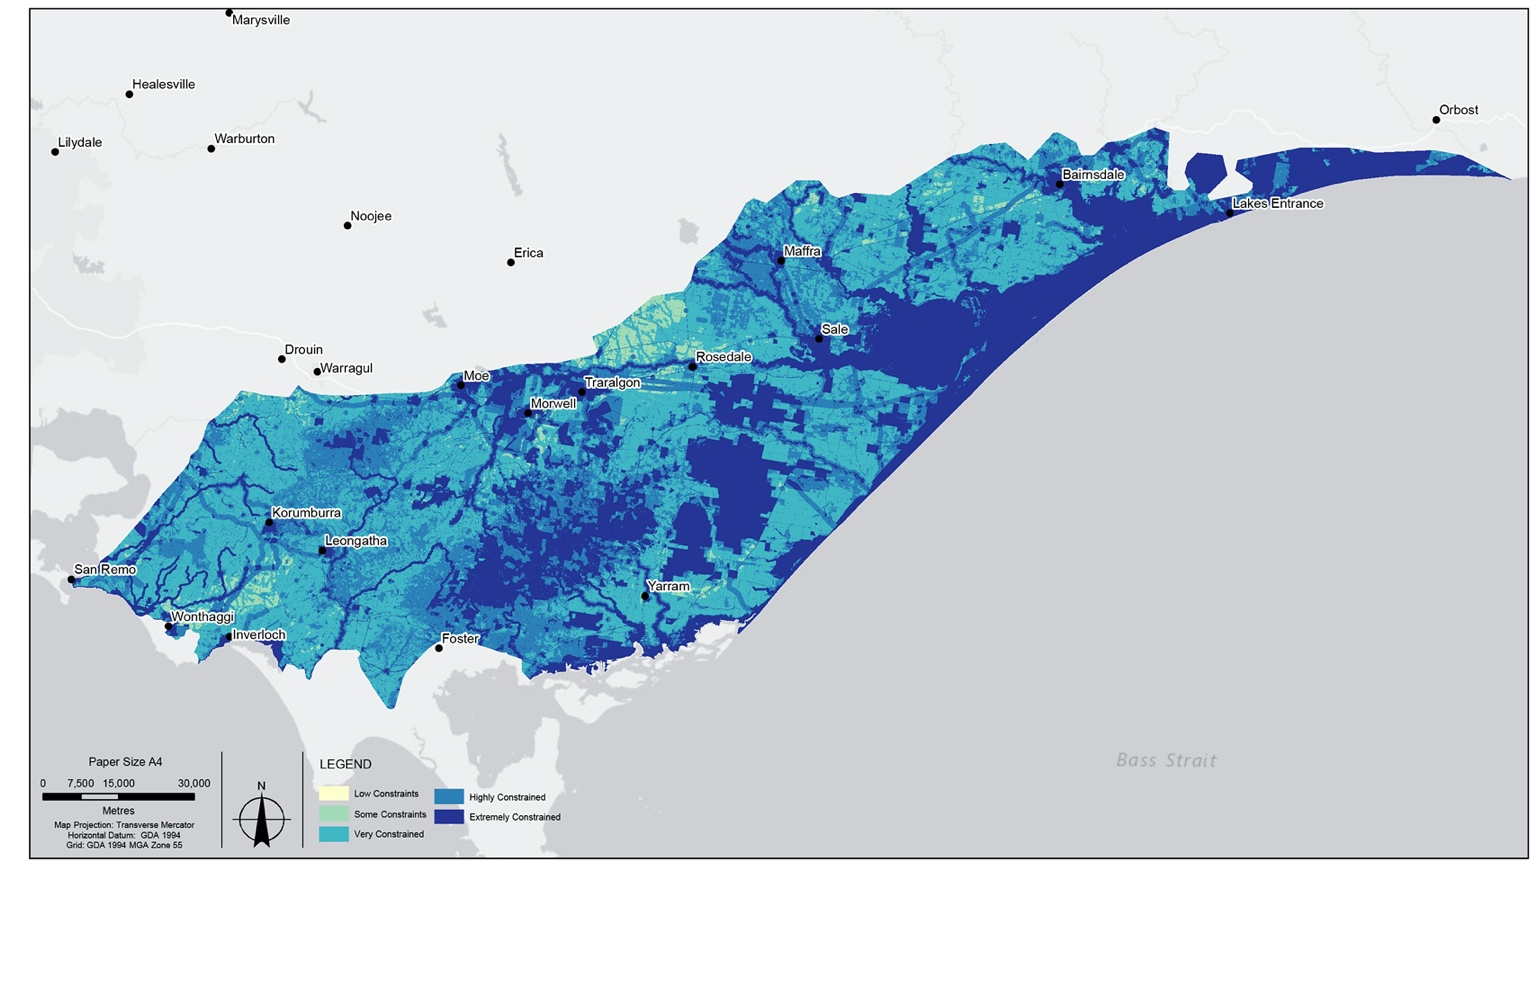 Marysville
Healesville
Orbost
Lilydale
Warburton
Bairnsdale
Lakes Entrance
Noojee
Erica
Maffra
Sale
Drouin
Rosedale
Warragul
Moe
Traralgon
Morwell
Korumburra
Leongatha
San Remo
Yarram
Wonthaggi
Inverloch
Foster
Bass Strait
Paper Size A4
0 7,500 15,000 30,000
Metres
Map Projection: Transverse Mercator
Horizontal Datum: GDA 1994
Grid: GDA 1994 MGA Zone 55
N
LEGEND
Low Constraints
Some Constraints
Very Constrained
Highly Constrained
Extremely Constrained